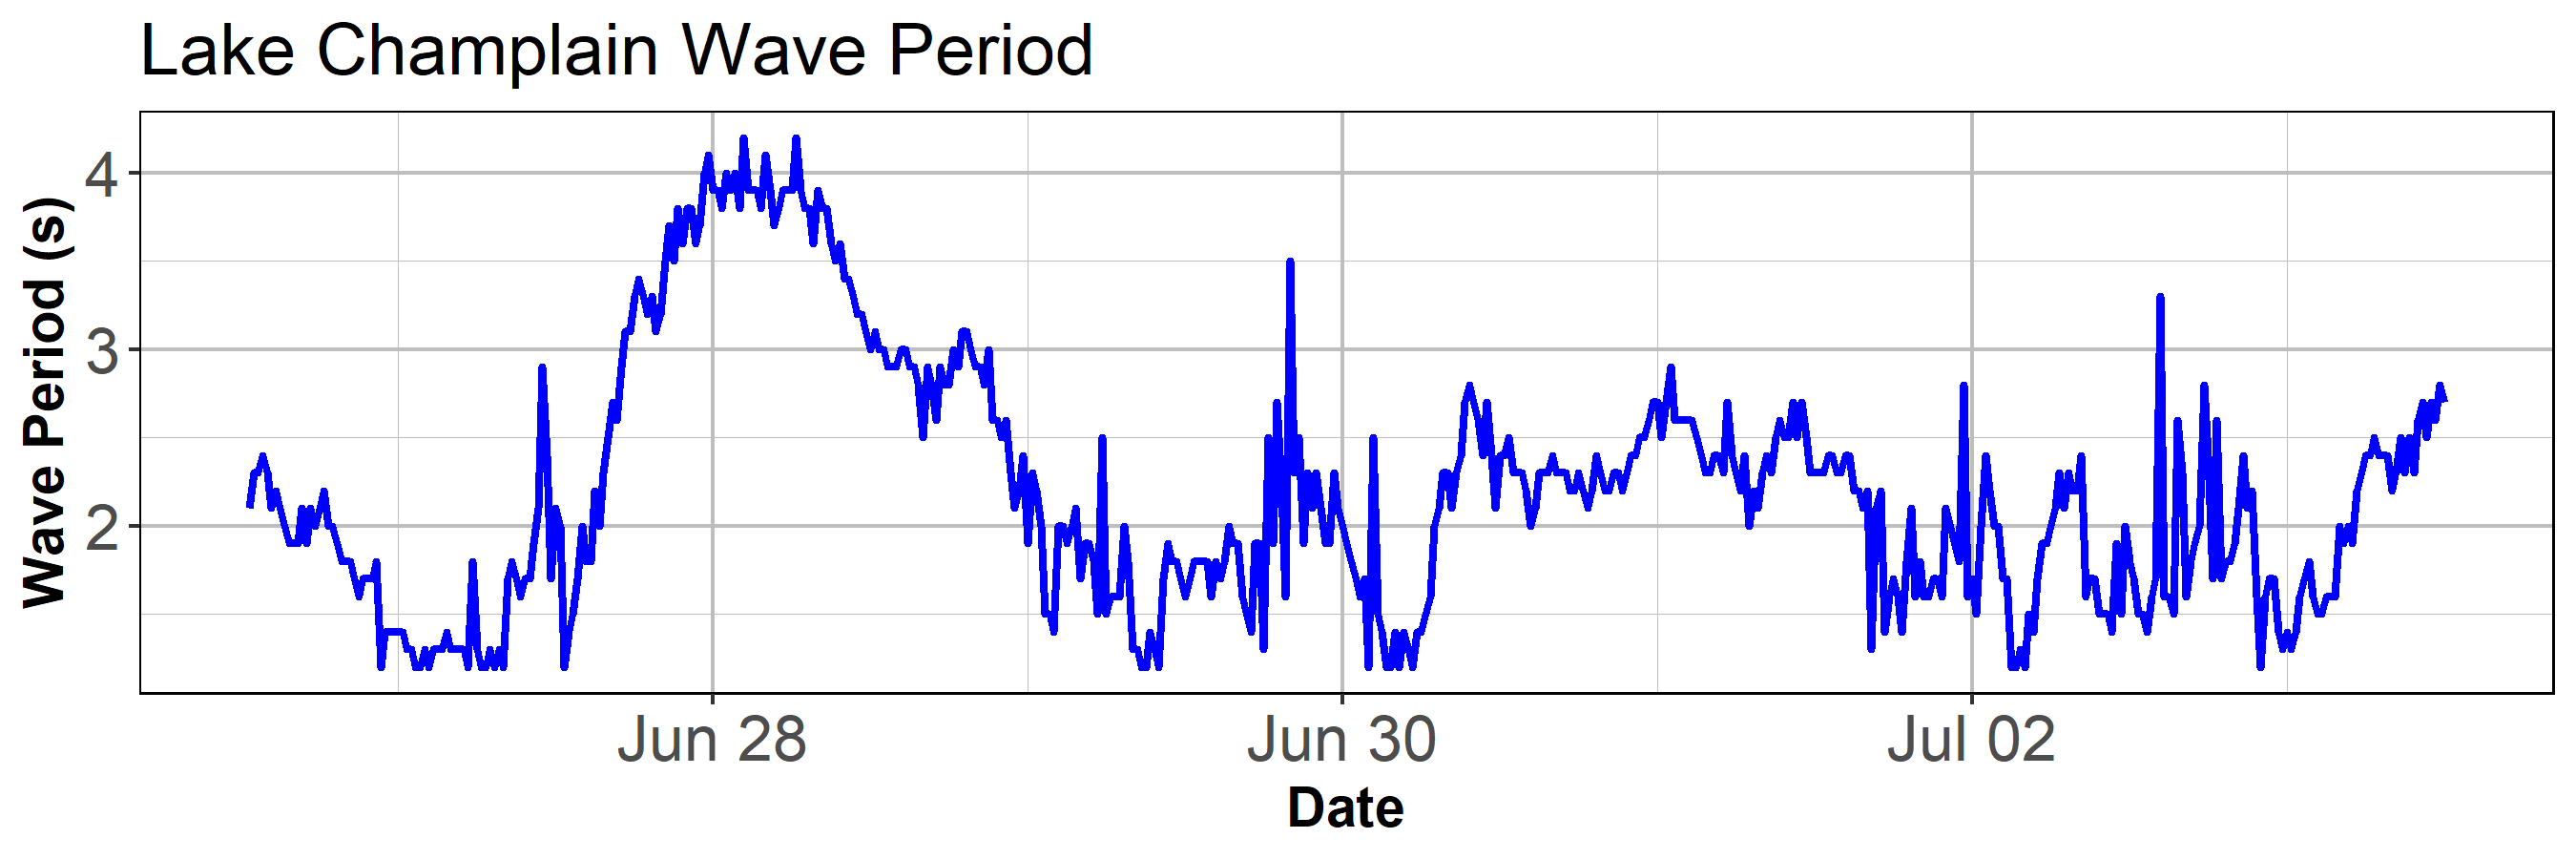 Lake Champlain Wave Period
Wave Period (s)
4
3
2
Jun 28
Jun 30
Jul 02
Date